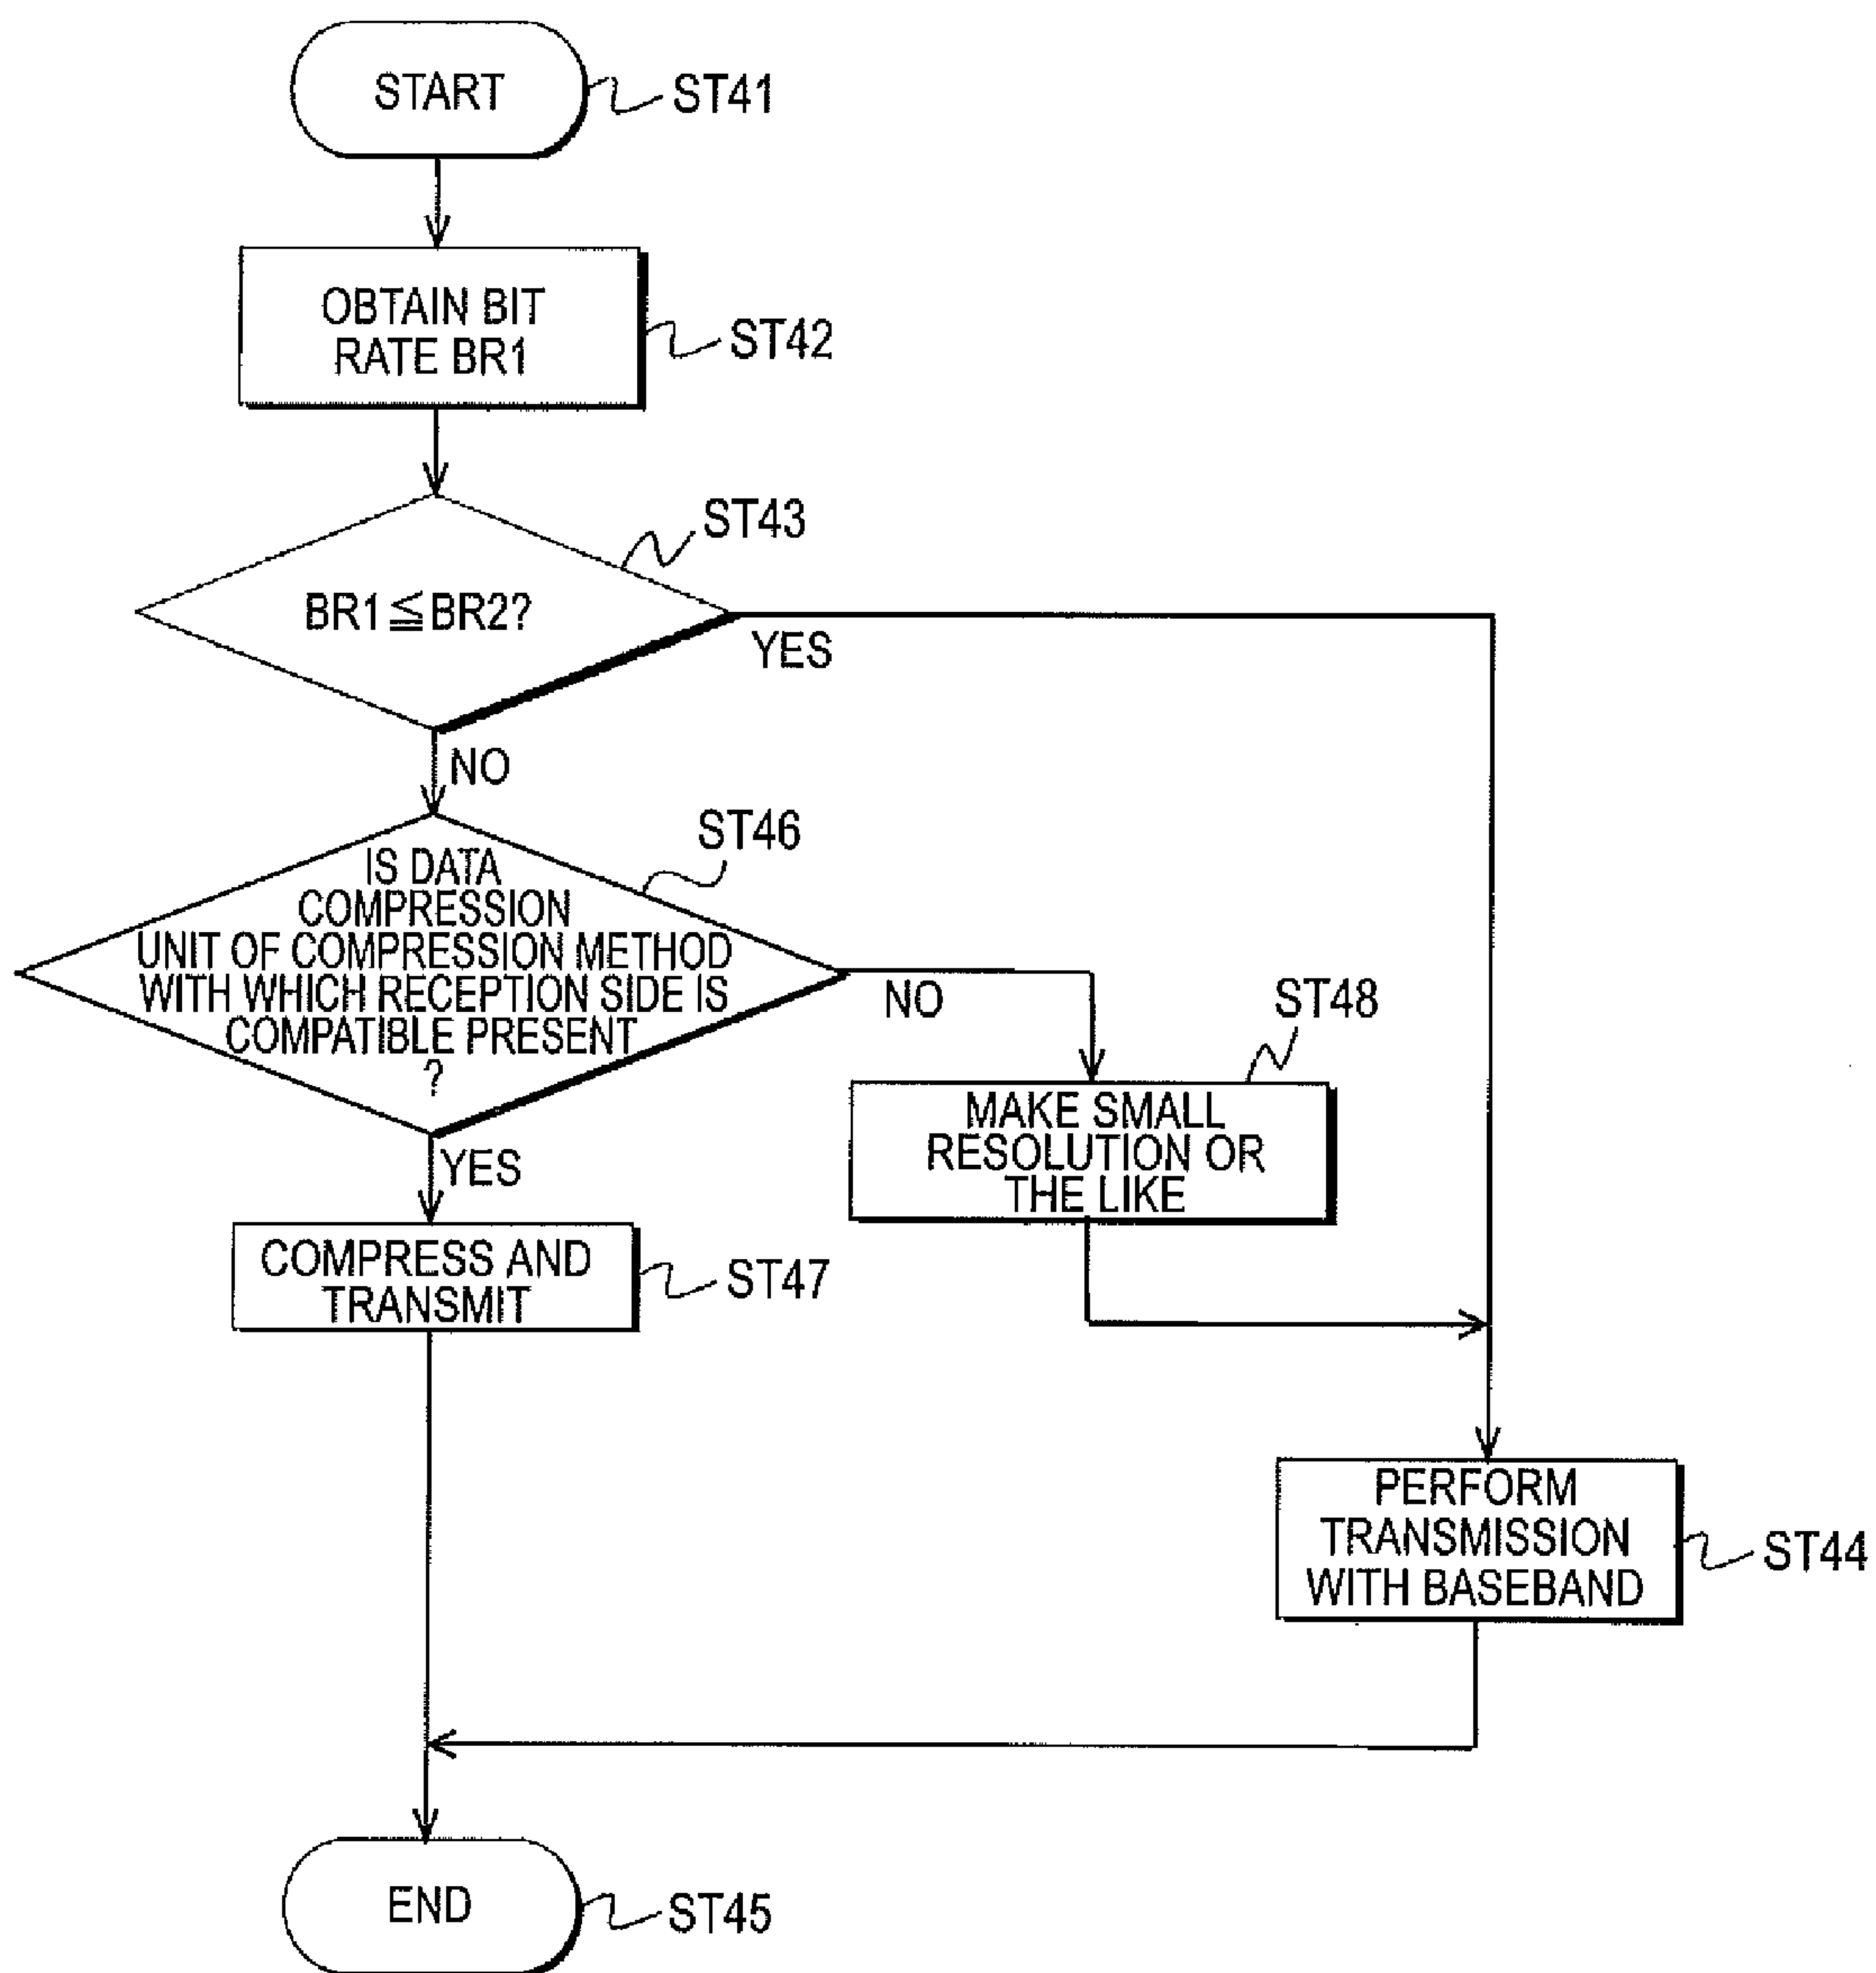 START
ST41
OBTAIN BIT
RATE BR1
ST42
ST43
BR1≦BR2?
YES
NO
ST46
IS DATA
COMPRESSION
UNIT OF COMPRESSION METHOD
WITH WHICH RECEPTION SIDE IS
COMPATIBLE PRESENT
?
NO
ST48
MAKE SMALL
RESOLUTION OR
THE LIKE
YES
COMPRESS AND
TRANSMIT
ST47
PERFORM
TRANSMISSION
WITH BASEBAND
ST44
END
ST45